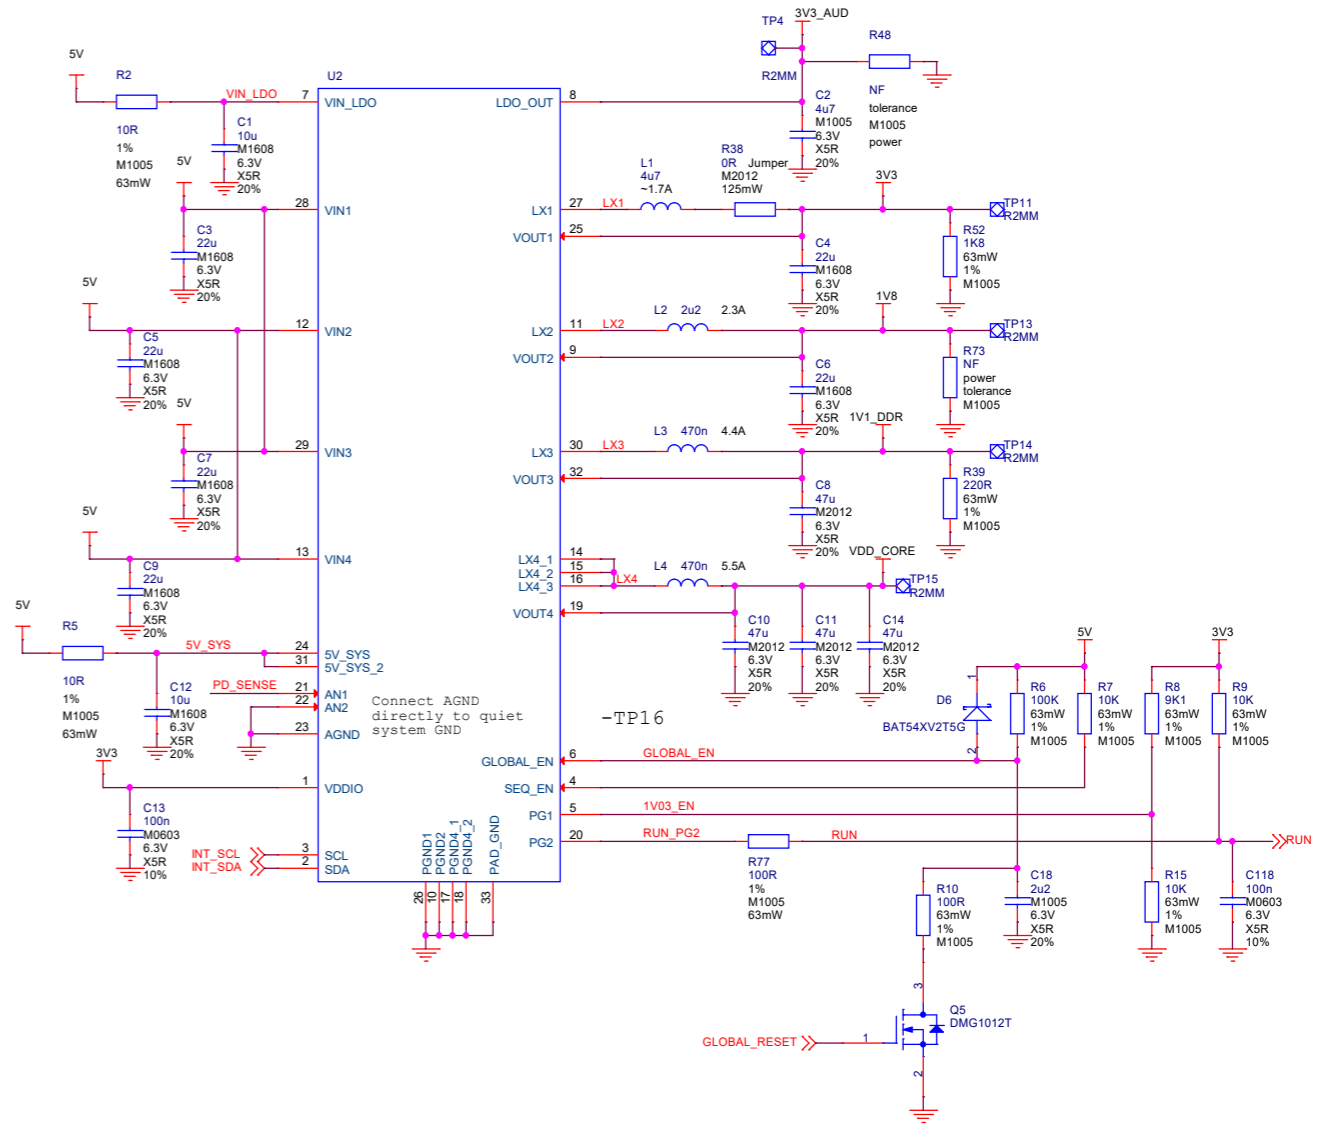 TP4
3V3_AUD
R48
R2MM
NF
tolerance
M1005
power
5V
R2
10R
1%
M1005
63mW
VIN_LDO
C1
10u
M1608
6.3V
X5R
20%
U2
7
VIN_LDO
LDO_OUT
8
C2
4u7
M1005
6.3V
X5R
20%
5V
C3
22u
M1608
6.3V
X5R
20%
28
VIN1
LX1
27
LX1
L1
4u7
~1.7A
R38
0R Jumper
M2012
125mW
3V3
TP11
R2MM
VOUT1
25
C4
22u
M1608
6.3V
X5R
20%
R52
1K8
63mW
1%
M1005
5V
C5
22u
M1608
6.3V
X5R
20%
12
VIN2
LX2
11
LX2
L2 2u2 2.3A
1V8
TP13
R2MM
VOUT2
9
C6
22u
M1608
6.3V
X5R
20%
R73
NF
power
tolerance
M1005
5V
C7
22u
M1608
6.3V
X5R
20%
29
VIN3
LX3
30
LX3
L3 470n 4.4A
1V1_DDR
TP14
R2MM
VOUT3
32
C8
47u
M2012
6.3V
X5R
20%
R39
220R
63mW
1%
M1005
5V
C9
22u
M1608
6.3V
X5R
20%
13
VIN4
LX4_1
14
LX4_2
15
LX4_3
16
LX4
L4 470n 5.5A
VDD_CORE
TP15
R2MM
VOUT4
19
C10
47u
M2012
6.3V
X5R
20%
C11
47u
M2012
6.3V
X5R
20%
C14
47u
M2012
6.3V
X5R
20%
5V
R5
10R
1%
M1005
63mW
5V_SYS
C12
10u
M1608
6.3V
X5R
20%
24
5V_SYS
31
5V_SYS_2
PD_SENSE
21
AN1
22
AN2
23
AGND
Connect AGND
directly to quiet
system GND
-TP16
3V3
1
VDDIO
C13
100n
M0603
6.3V
X5R
10%
INT_SCL
3
SCL
INT_SDA
2
SDA
PGND1
PGND2
PGND4_1
PGND4_2
PAD_GND
26
10
17
18
33
GLOBAL_EN
6
GLOBAL_EN
SEQ_EN
4
PG1
5
1V03_EN
PG2
20
RUN_PG2
R77
100R
1%
M1005
63mW
RUN
RUN
5V
3V3
1
D6
BAT54XV2T5G
2
R6
100K
63mW
1%
M1005
R7
10K
63mW
1%
M1005
R8
9K1
63mW
1%
M1005
R9
10K
63mW
1%
M1005
R10
100R
63mW
1%
M1005
C18
2u2
M1005
6.3V
X5R
20%
R15
10K
63mW
1%
M1005
C118
100n
M0603
6.3V
X5R
10%
3
Q5
DMG1012T
GLOBAL_RESET
1
2